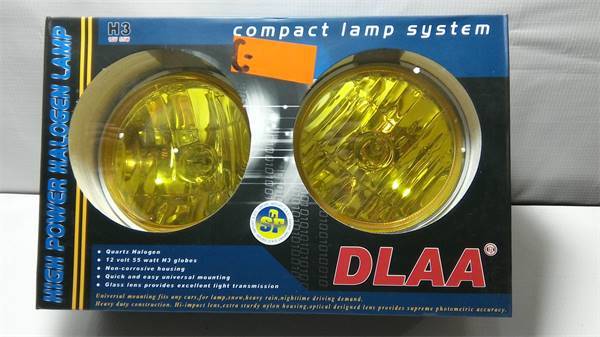 H3
compact lamp system
HIGH POWER HALOGEN LAMP
Quartz Halogen
12 volt 55 watt H3 globes
Non-corrosive housing
Quick and easy universal mounting
Glass lens provides excellent light transmission
DLAA®
Universal mounting fits any cars,for lamp,snow,heavy rain,nighttime driving demand.
Heavy duty construction. Hi-impact lens,extra sturdy nylon housing,optical designed lens provides supreme photometric accuracy.